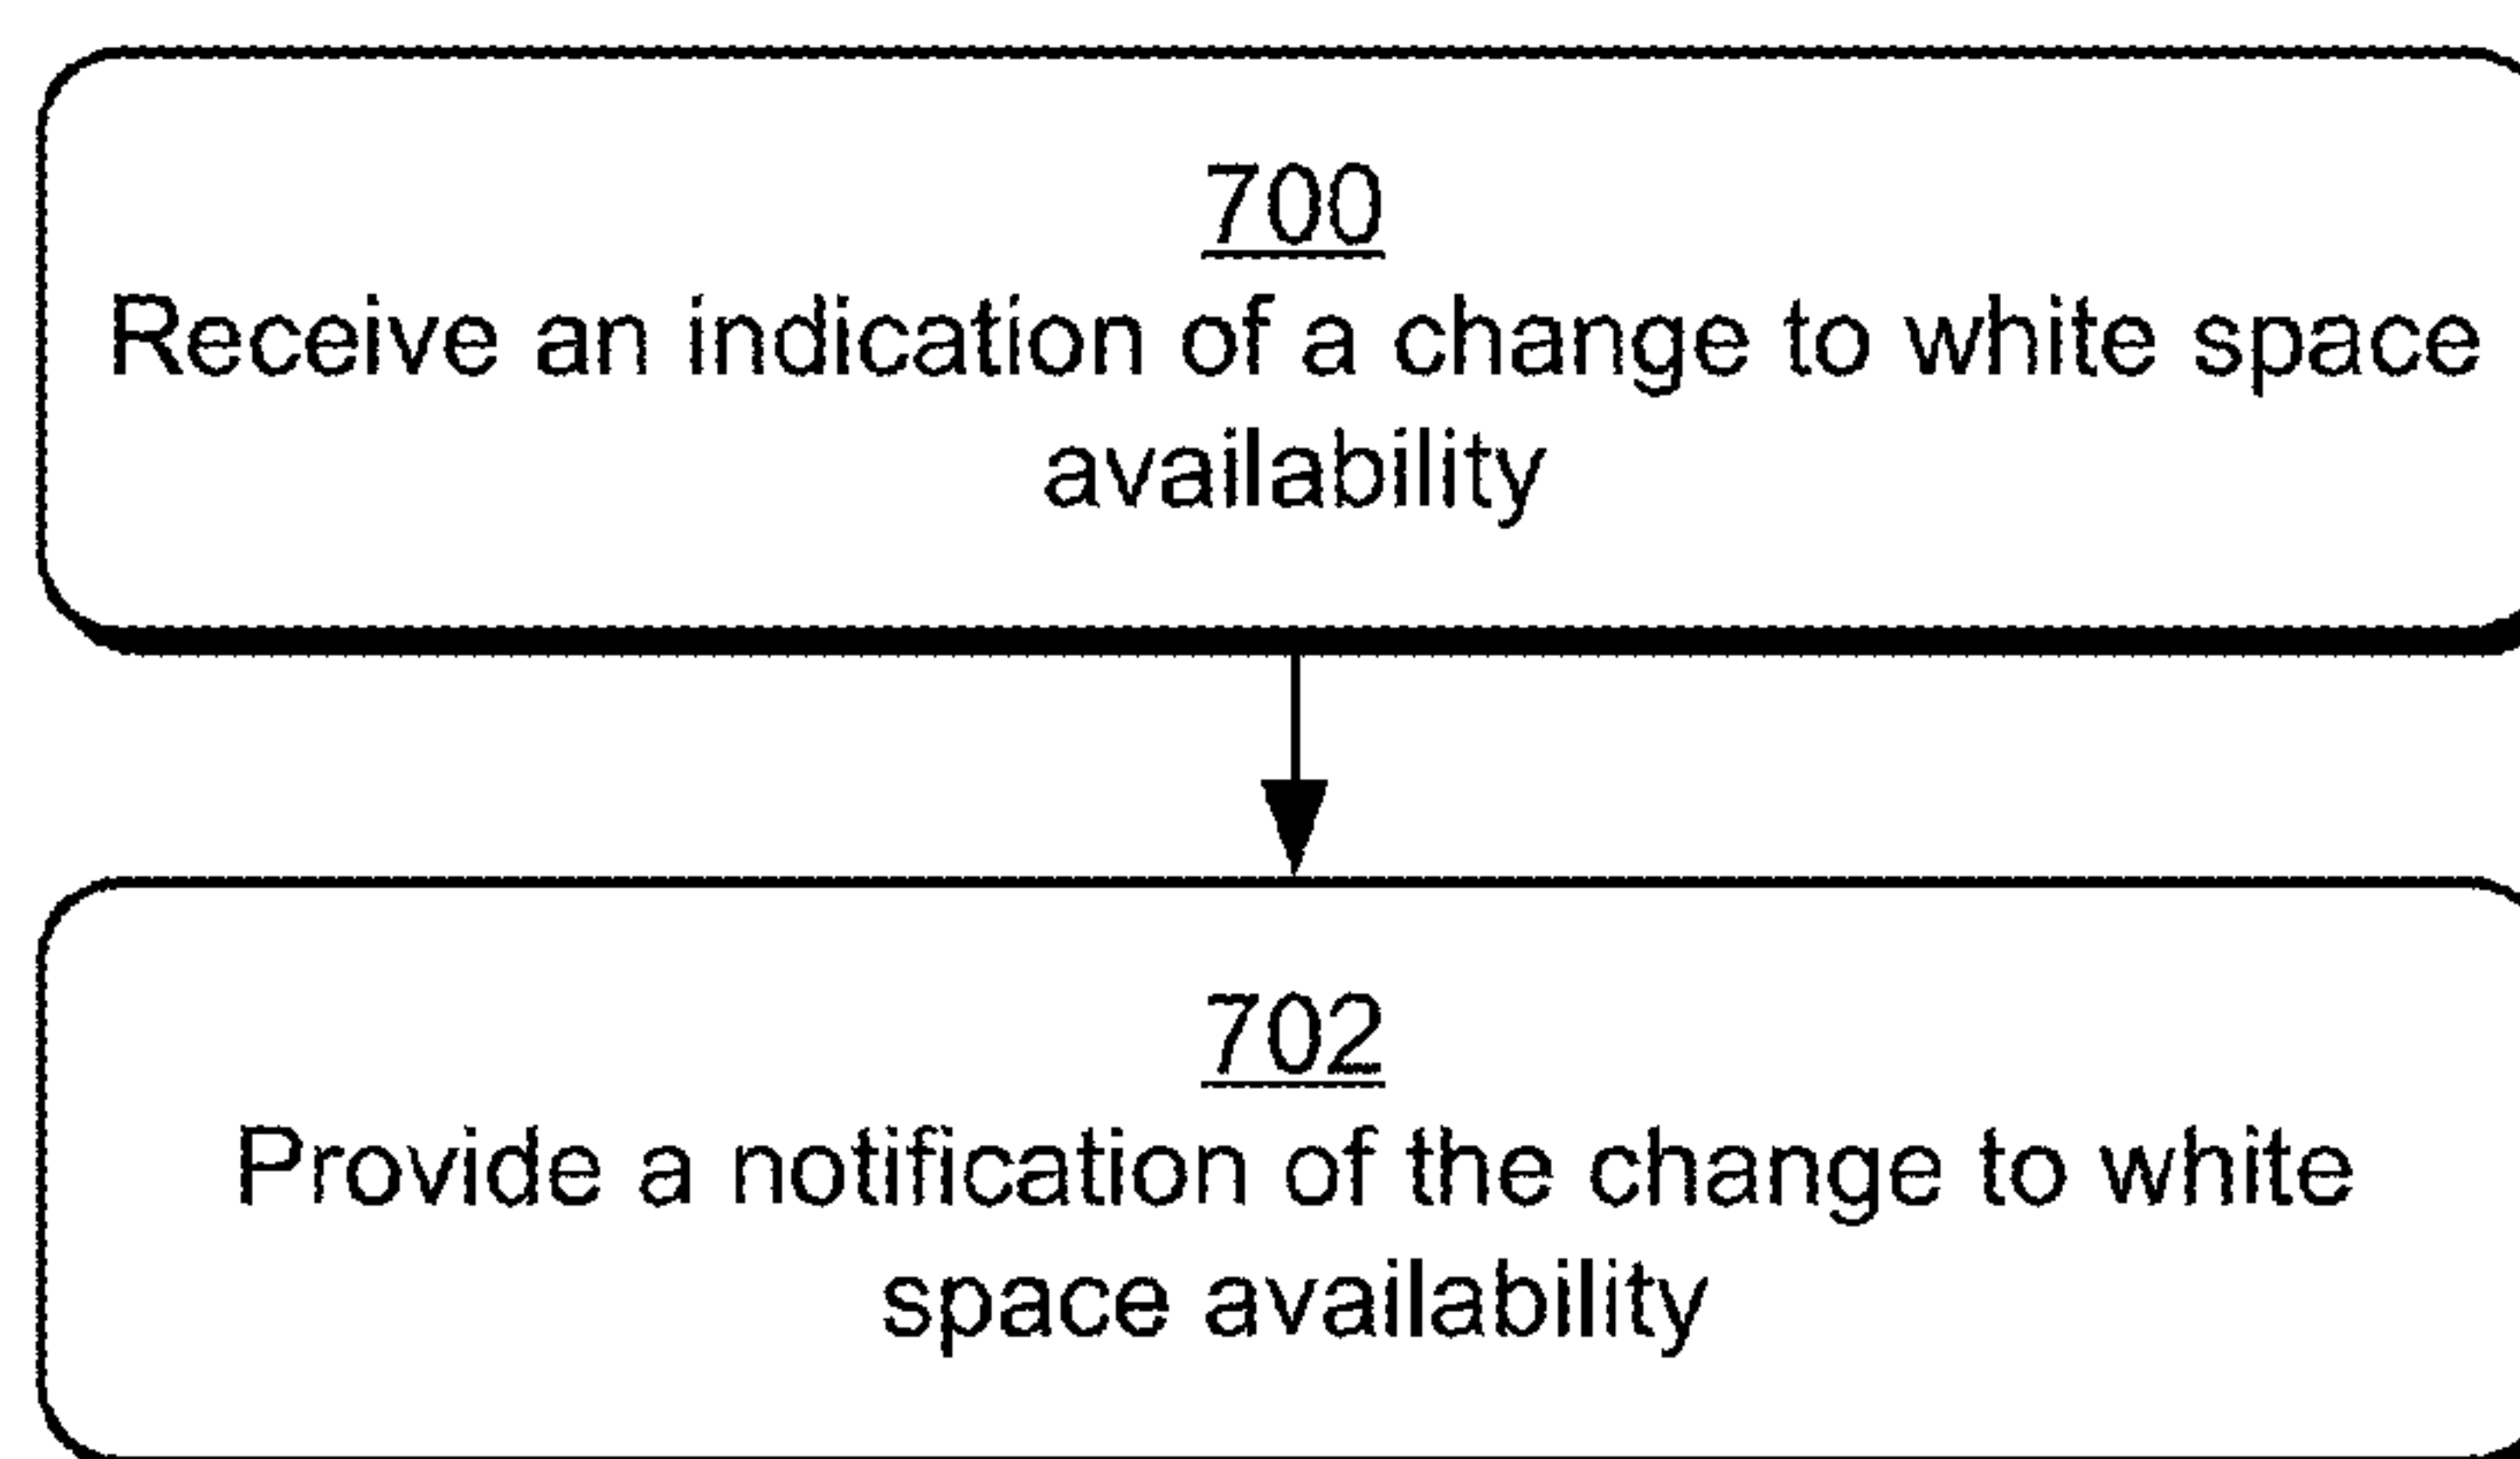 700
Receive an indication of a change to white space
availability
702
Provide a notification of the change to white
space availability